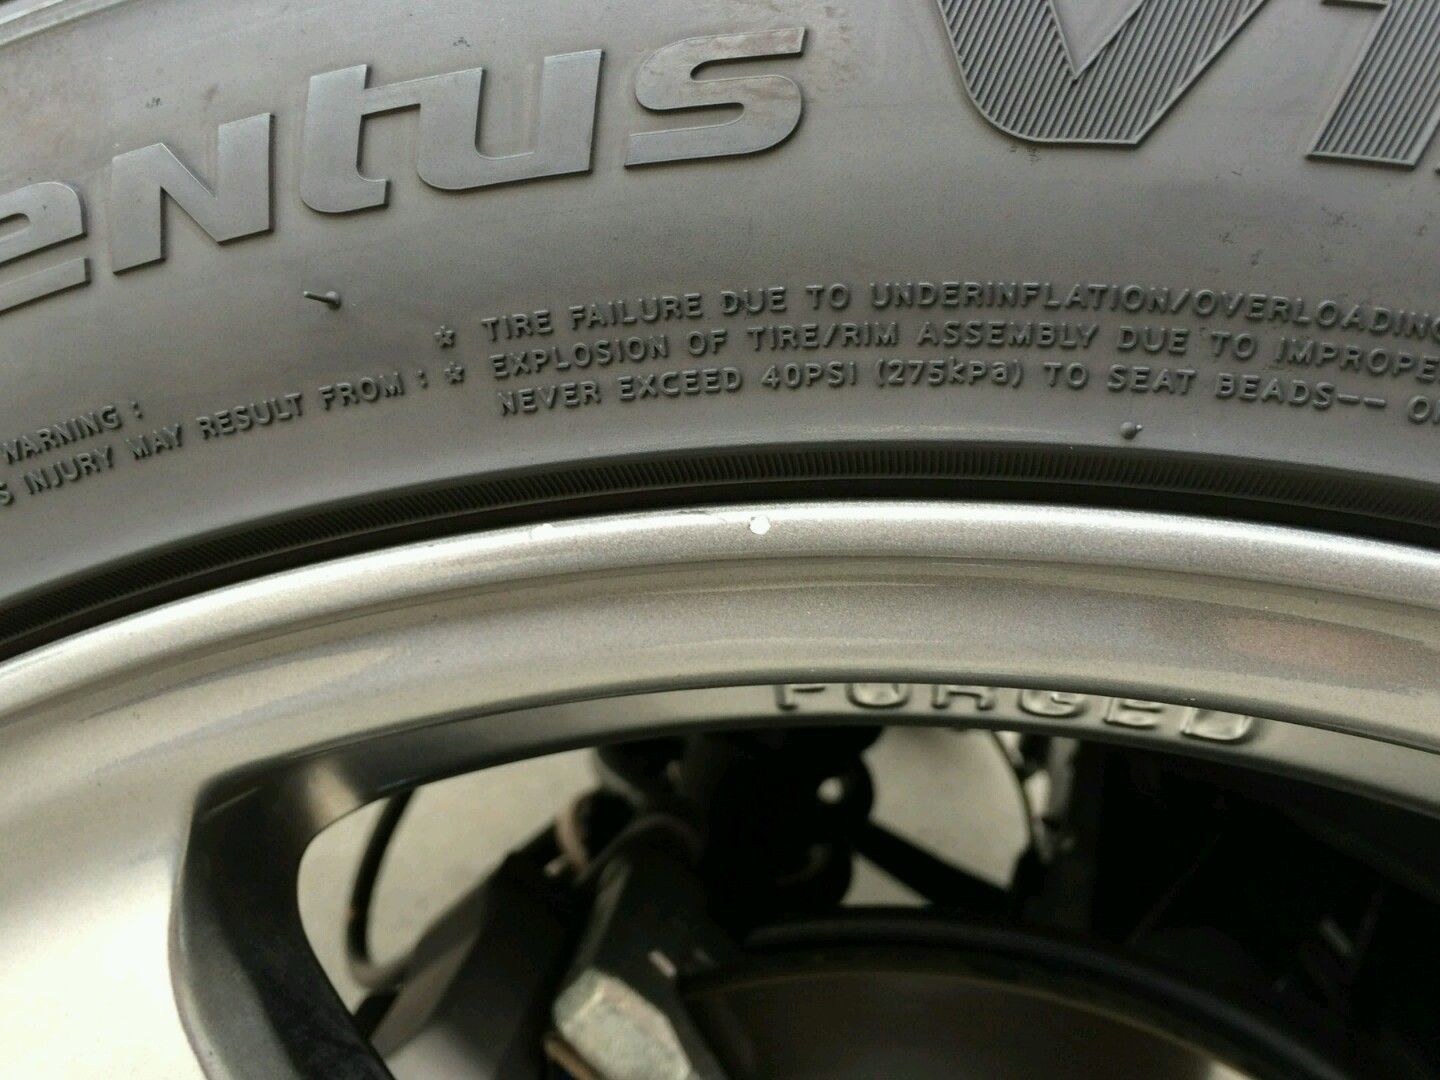 entus V1
WARNING :
S INJURY MAY RESULT FROM : ☆ TIRE FAILURE DUE TO UNDERINFLATION/OVERLOADING
☆ EXPLOSION OF TIRE/RIM ASSEMBLY DUE TO IMPROPE
NEVER EXCEED 40PSI (275kPa) TO SEAT BEADS–– O
FORGED